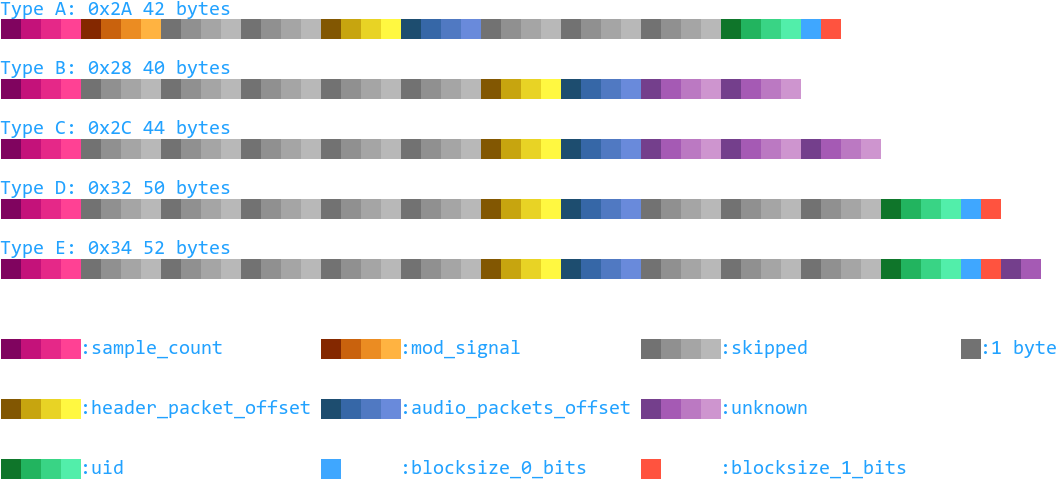 Type A: 0x2A 42 bytes
Type B: 0x28 40 bytes
Type C: 0x2C 44 bytes
Type D: 0x32 50 bytes
Type E: 0x34 52 bytes
:sample_count :mod_signal :skipped :1 byte
:header_packet_offset :audio_packets_offset :unknown
:uid :blocksize_0_bits :blocksize_1_bits